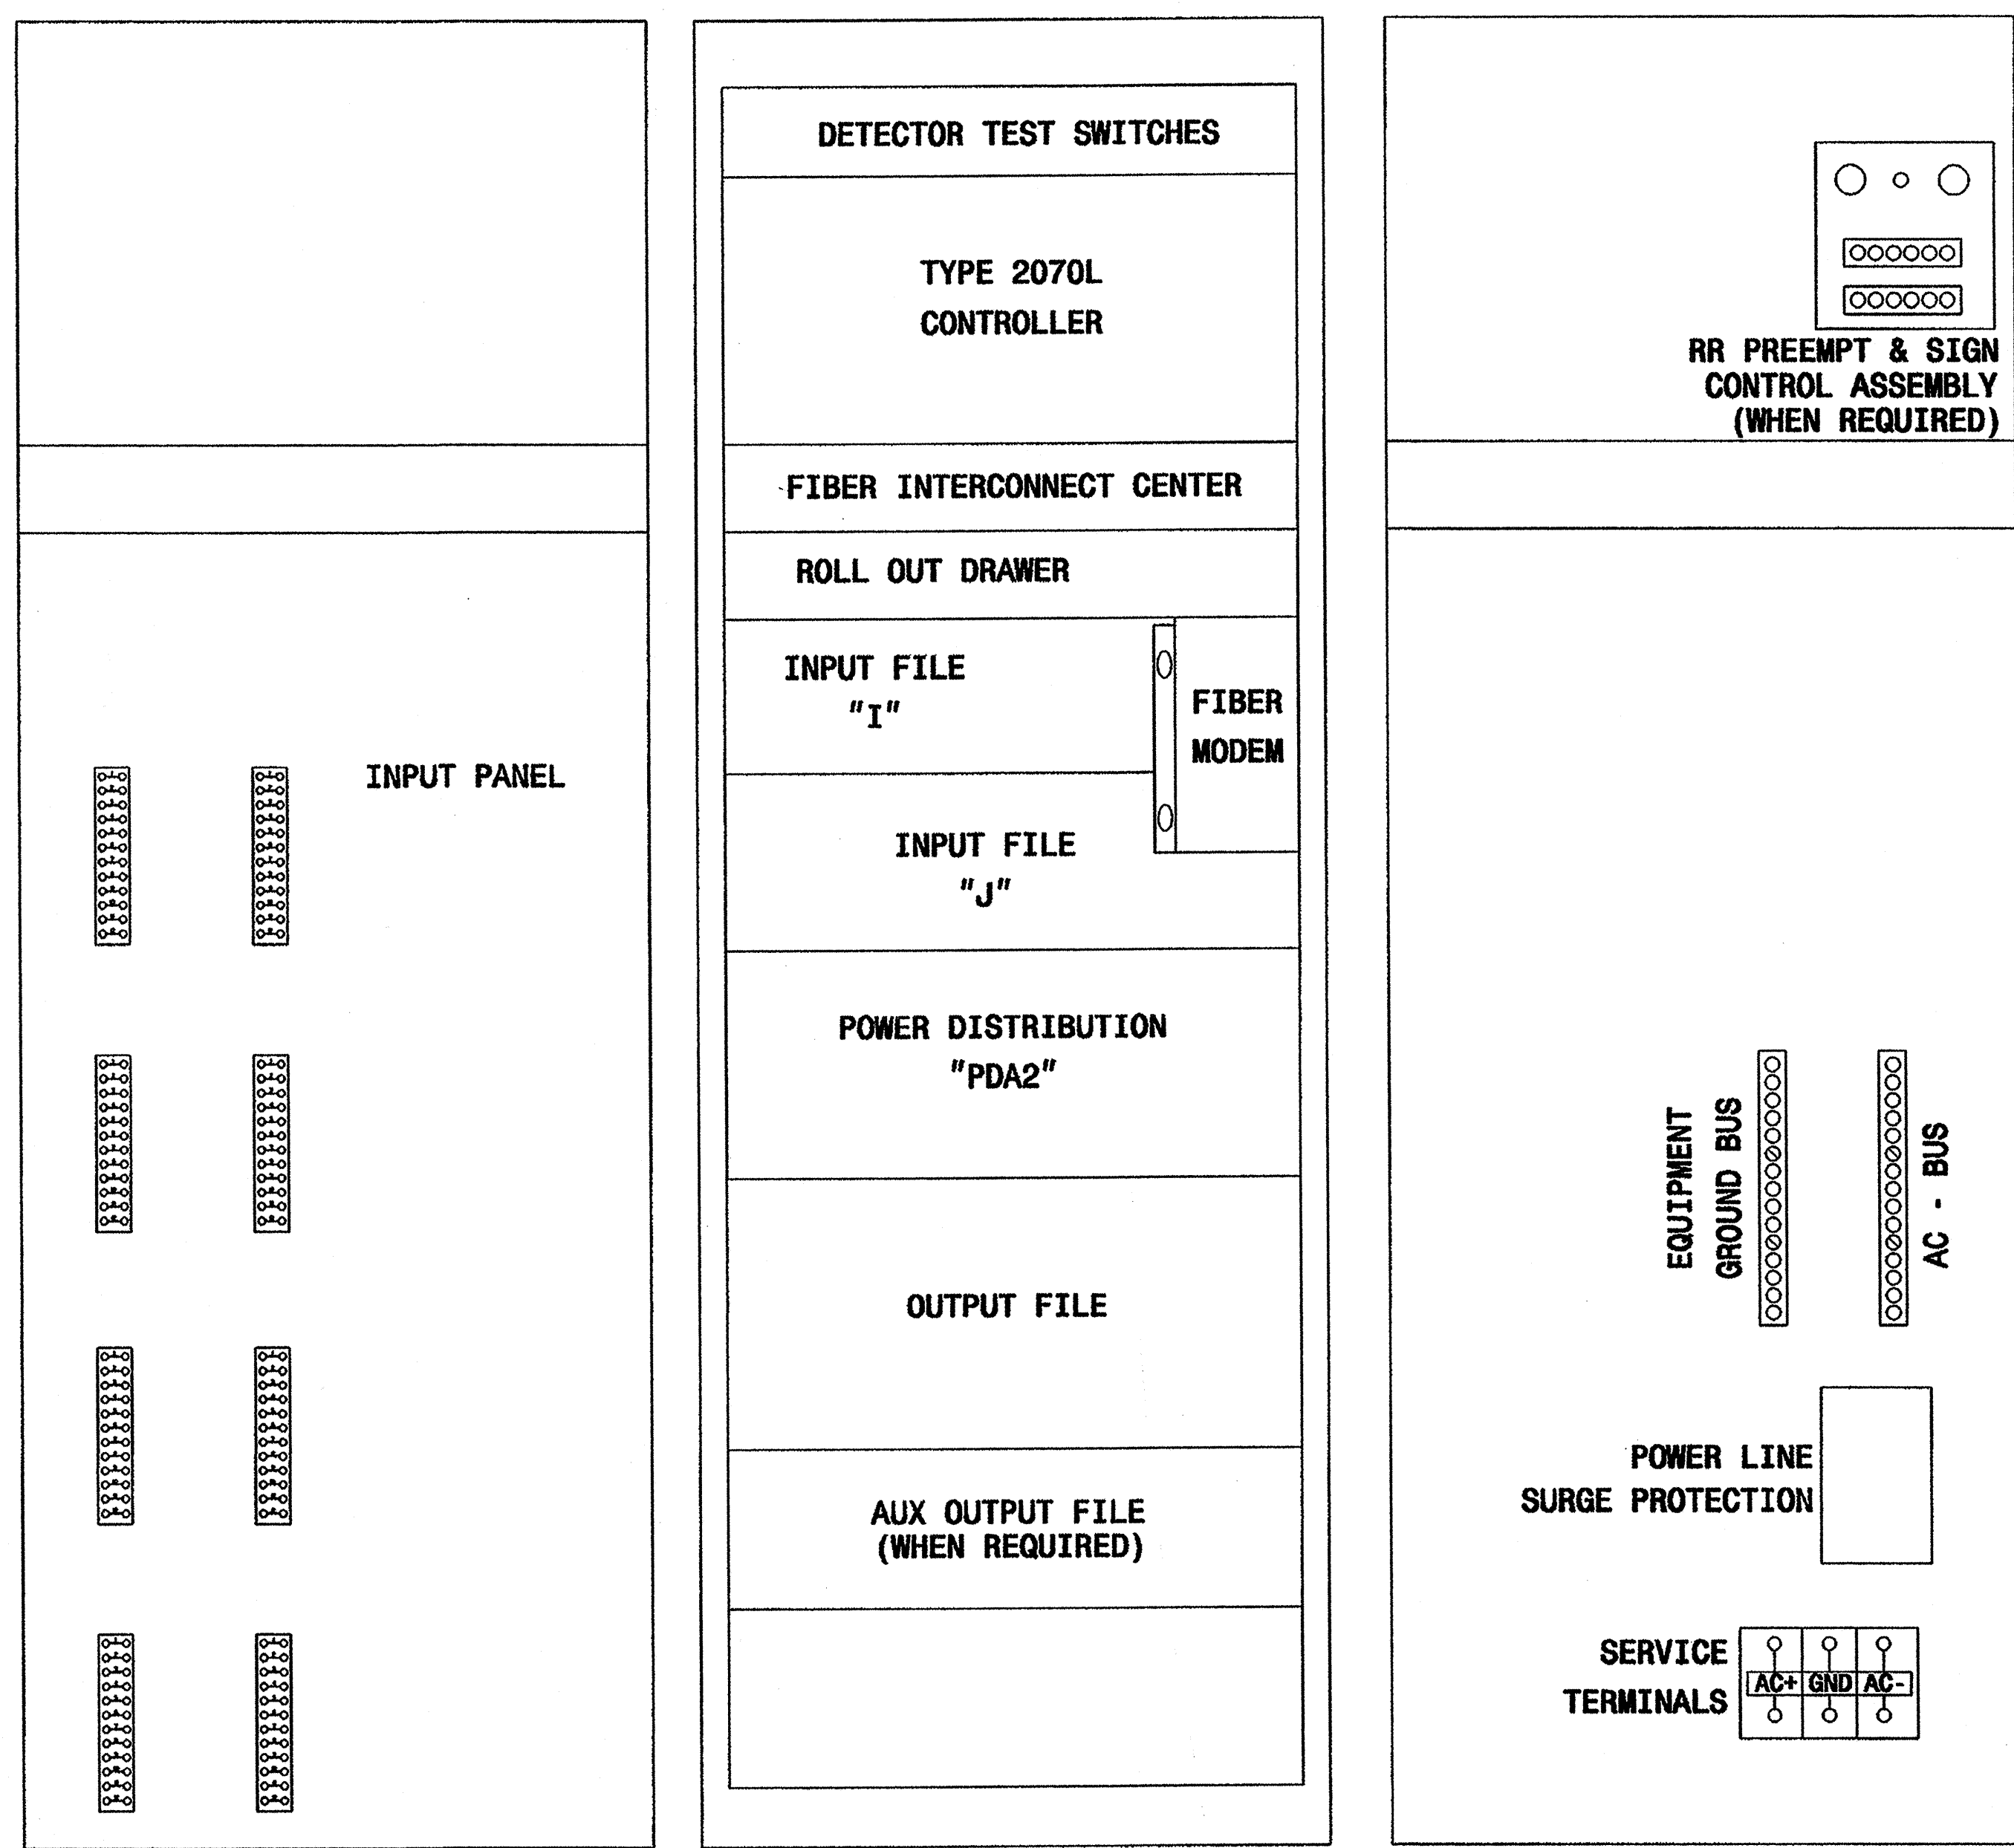 INPUT PANEL
DETECTOR TEST SWITCHES
TYPE 2070L
CONTROLLER
FIBER INTERCONNECT CENTER
ROLL OUT DRAWER
INPUT FILE
"I"
FIBER
MODEM
INPUT FILE
"J"
POWER DISTRIBUTION
"PDA2"
OUTPUT FILE
AUX OUTPUT FILE
(WHEN REQUIRED)
RR PREEMPT & SIGN
CONTROL ASSEMBLY
(WHEN REQUIRED)
EQUIPMENT
GROUND BUS
AC - BUS
POWER LINE
SURGE PROTECTION
SERVICE
TERMINALS
AC+ GND AC-